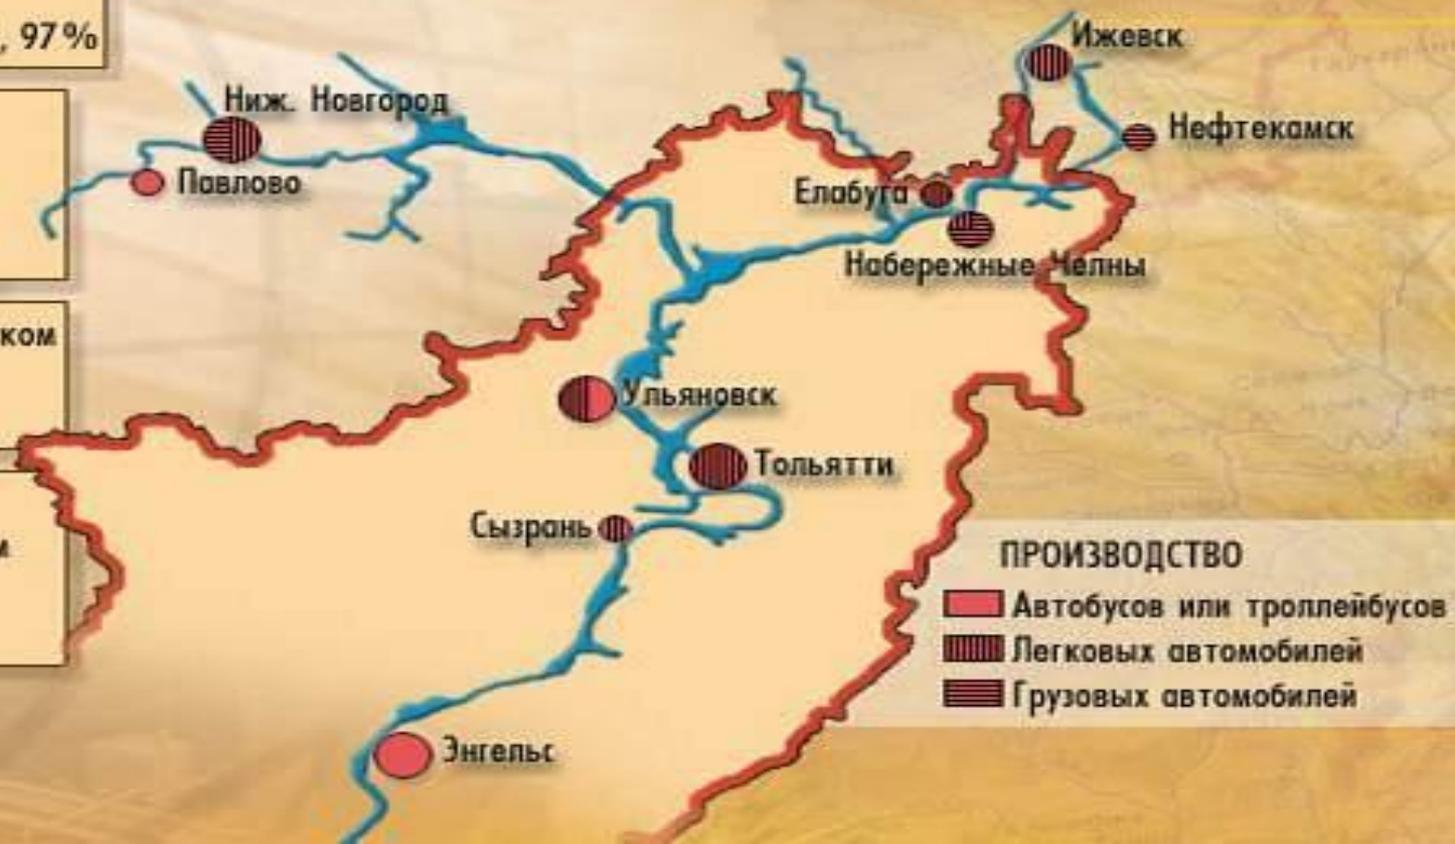 , 97%
ком
м
Ижевск
Ниж. Новгород
Нефтекамск
Павлово
Елабуга
Набережные Челны
Ульяновск
Тольятти
Сызрань
Энгельс
ПРОИЗВОДСТВО
Автобусов или троллейбусов
Легковых автомобилей
Грузовых автомобилей